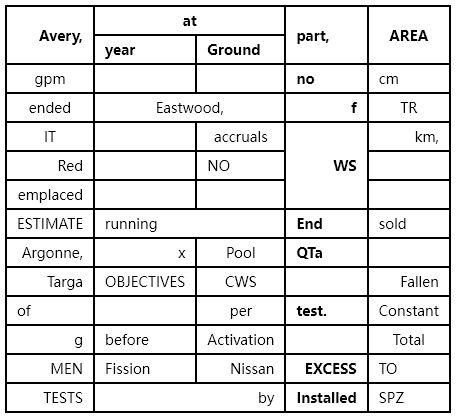 Avery, at part, AREA
year Ground
gpm no cm
ended Eastwood, f TR
IT accruals WS km,
Red NO
emplaced
ESTIMATE running End sold
Argonne, x Pool QTa
Targa OBJECTIVES CWS Fallen
of per test. Constant
g before Activation Total
MEN Fission Nissan EXCESS TO
TESTS by Installed SPZ